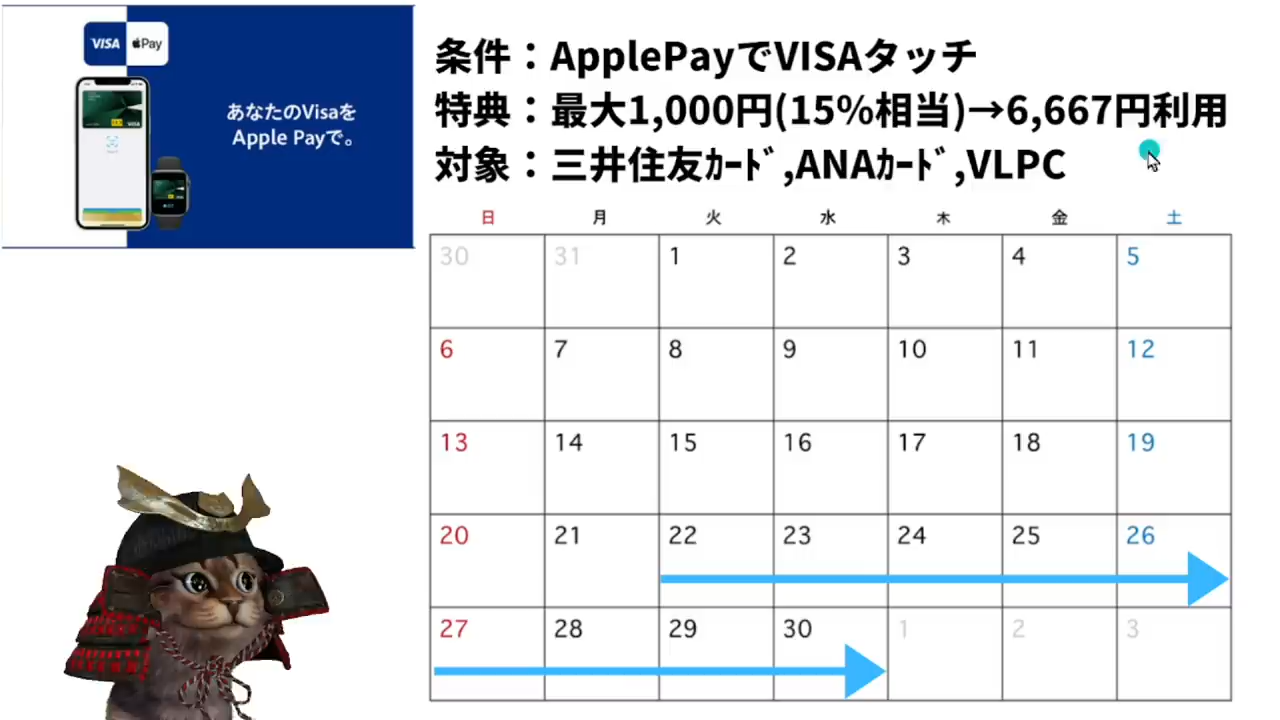 VISA Pay
あなたのVisaを
Apple Payで。
条件：ApplePayでVISAタッチ
特典：最大1,000円(15%相当)→6,667円利用
対象：三井住友ｶｰﾄﾞ,ANAｶｰﾄﾞ,VLPC
日 月 火 水 木 金 土
30 31 1 2 3 4 5
6 7 8 9 10 11 12
13 14 15 16 17 18 19
20 21 22 23 24 25 26
27 28 29 30 1 2 3